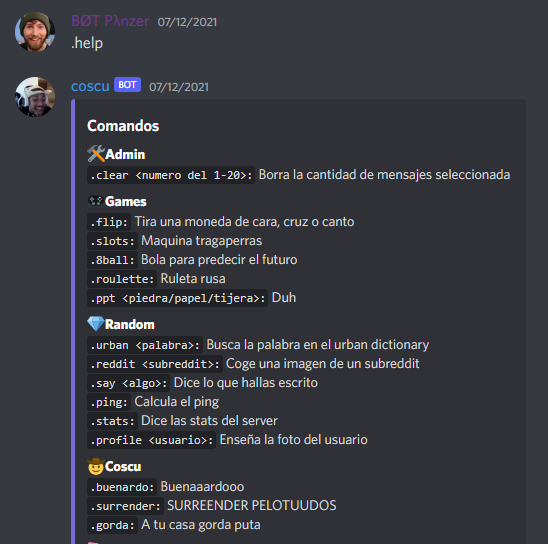 BØT Pλnzer 07/12/2021
.help
coscu BOT 07/12/2021
Comandos
Admin
.clear <numero del 1-20>: Borra la cantidad de mensajes seleccionada
Games
.flip: Tira una moneda de cara, cruz o canto
.slots: Maquina tragaperras
.8ball: Bola para predecir el futuro
.roulette: Ruleta rusa
.ppt <piedra/papel/tijera>: Duh
Random
.urban <palabra>: Busca la palabra en el urban dictionary
.reddit <subreddit>: Coge una imagen de un subreddit
.say <algo>: Dice lo que hallas escrito
.ping: Calcula el ping
.stats: Dice las stats del server
.profile <usuario>: Enseña la foto del usuario
Coscu
.buenardo: Buenaaardooo
.surrender: SURREENDER PELOTUUDOS
.gorda: A tu casa gorda puta